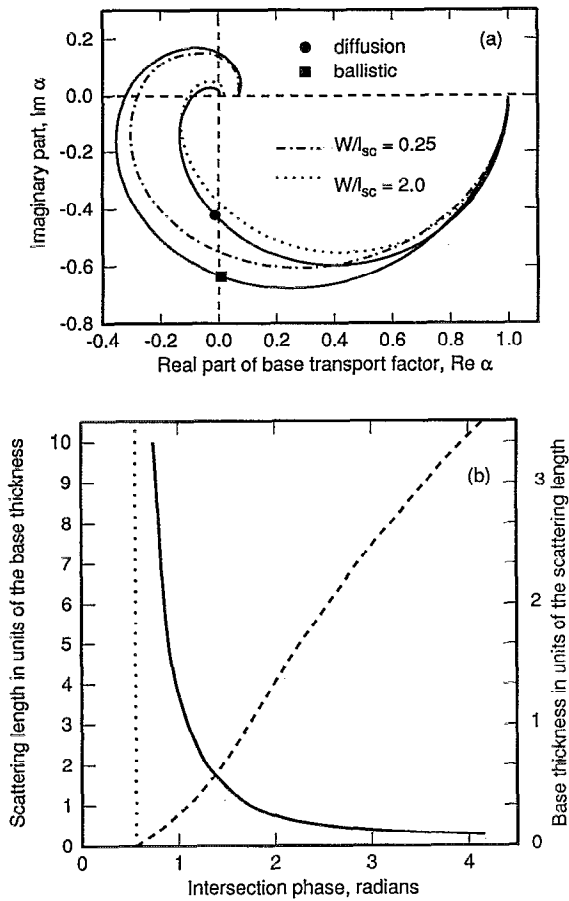 (a)
diffusion
ballistic
W/lsc = 0.25
W/lsc = 2.0
Imaginary part, Im α
0.2
0.0
-0.2
-0.4
-0.6
-0.8
-0.4 -0.2 0.0 0.2 0.4 0.6 0.8 1.0
Real part of base transport factor, Re α
(b)
Scattering length in units of the base thickness
10
9
8
7
6
5
4
3
2
1
0
Base thickness in units of the scattering length
3
2
1
0
0 1 2 3 4
Intersection phase, radians